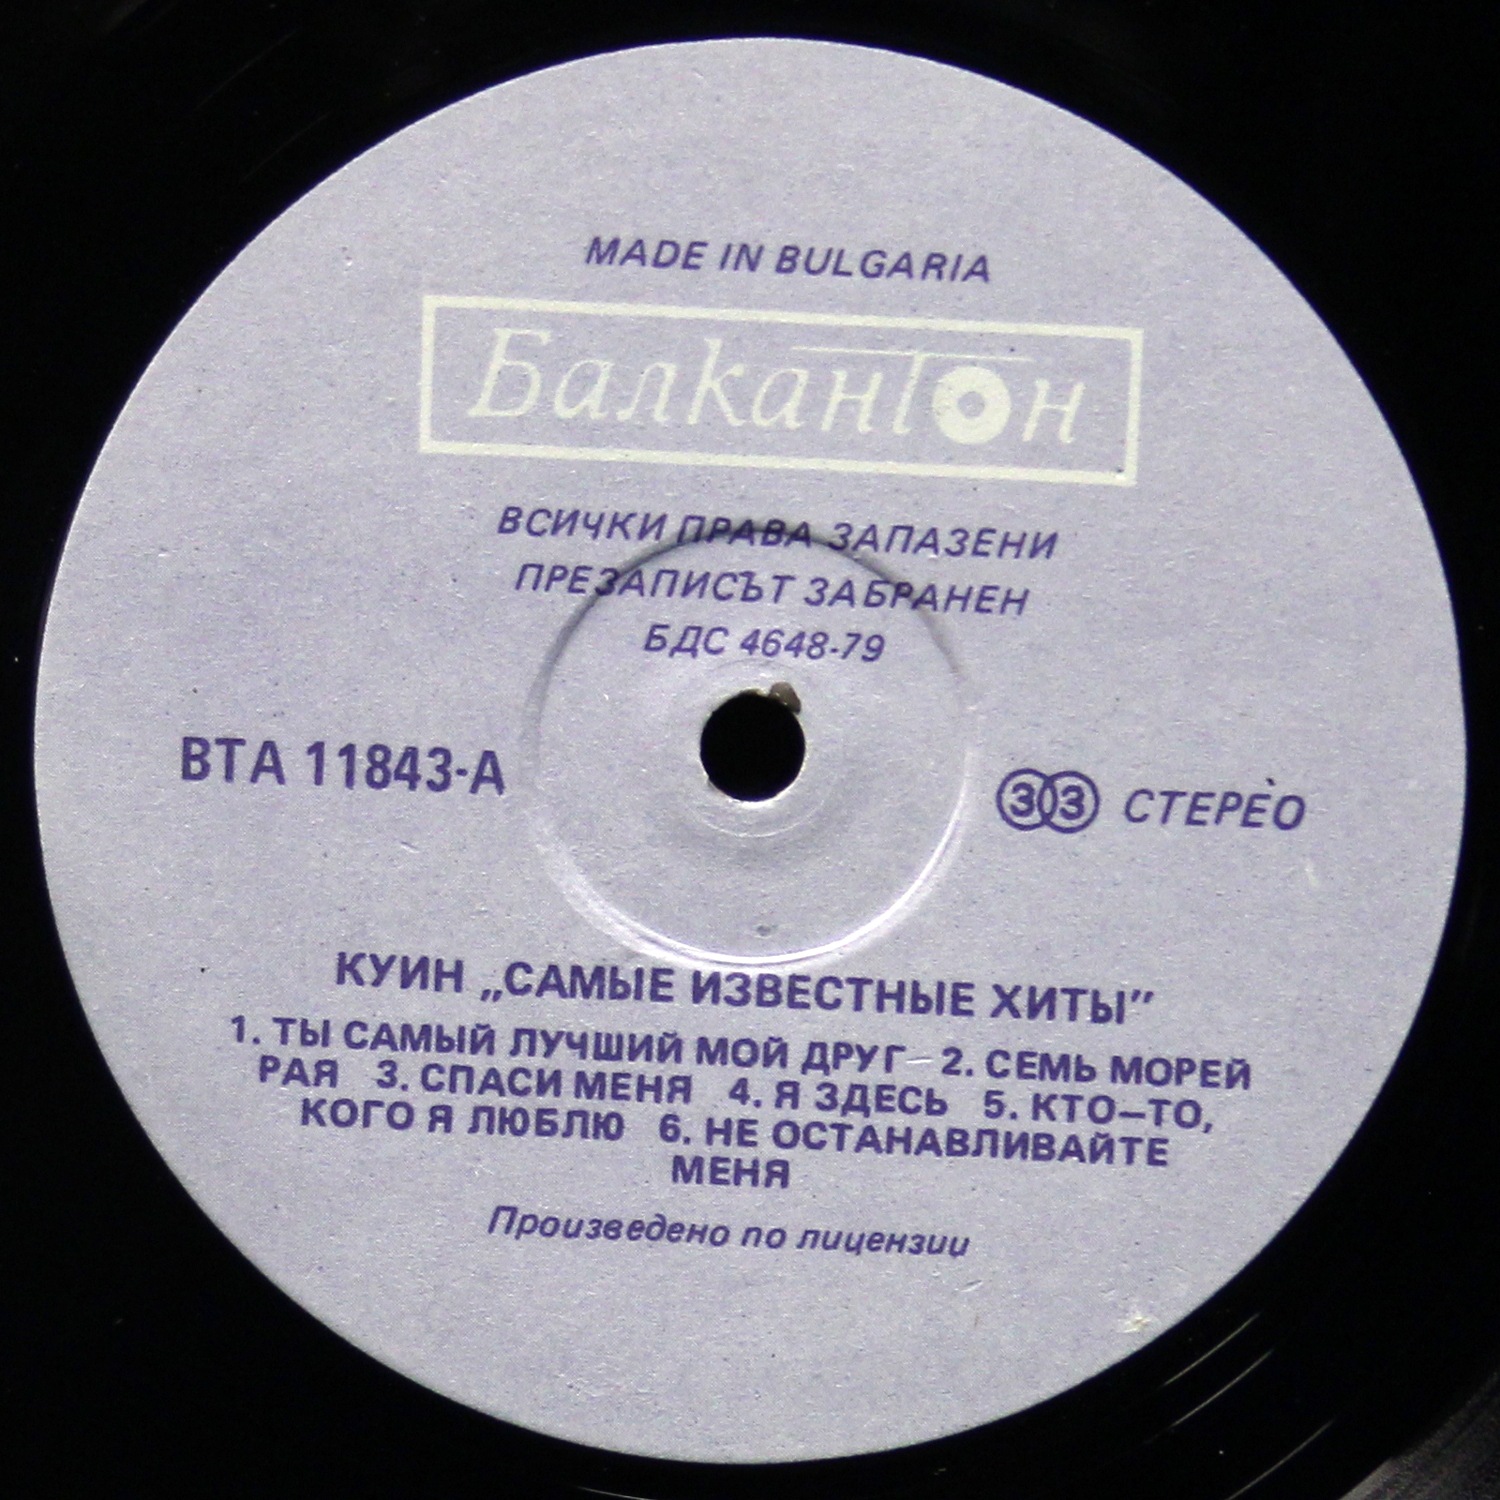 MADE IN BULGARIA
Балкантон
ВСИЧКИ ПРАВА ЗАПАЗЕНИ
ПРЕЗАПИСЪТ ЗАБРАНЕН
БДС 4648-79
ВТА 11843-А
33 СТЕРЀО
КУИН „САМЫЕ ИЗВЕСТНЫЕ ХИТЫ”
1. ТЫ САМЫЙ ЛУЧШИЙ МОЙ ДРУГ 2. СЕМЬ МОРЕЙ
РАЯ 3. СПАСИ МЕНЯ 4. Я ЗДЕСЬ 5. КТО–ТО,
КОГО Я ЛЮБЛЮ 6. НЕ ОСТАНАВЛИВАЙТЕ
МЕНЯ
Произведено по лицензии